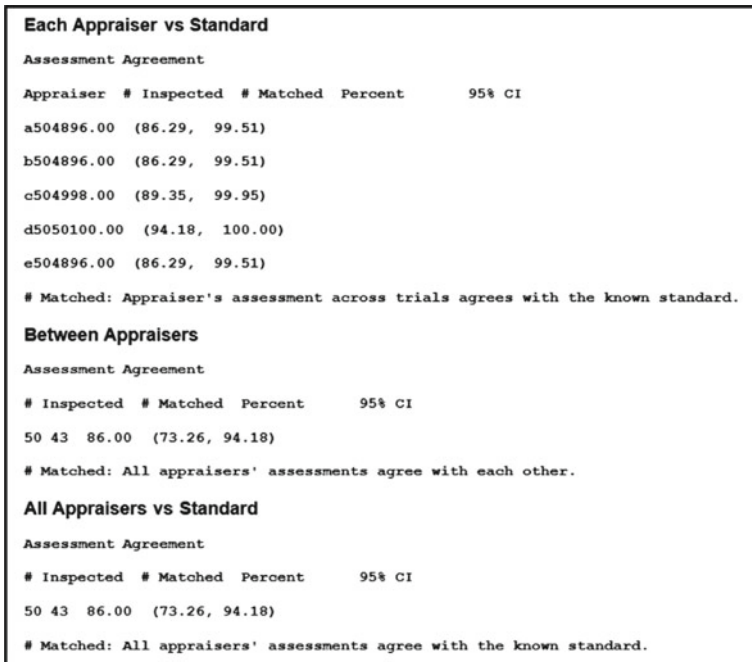 Each Appraiser vs Standard
Assessment Agreement
Appraiser # Inspected # Matched Percent 95% CI
a504896.00 (86.29, 99.51)
b504896.00 (86.29, 99.51)
c504998.00 (89.35, 99.95)
d5050100.00 (94.18, 100.00)
e504896.00 (86.29, 99.51)
# Matched: Appraiser's assessment across trials agrees with the known standard.
Between Appraisers
Assessment Agreement
# Inspected # Matched Percent 95% CI
50 43 86.00 (73.26, 94.18)
# Matched: All appraisers' assessments agree with each other.
All Appraisers vs Standard
Assessment Agreement
# Inspected # Matched Percent 95% CI
50 43 86.00 (73.26, 94.18)
# Matched: All appraisers' assessments agree with the known standard.